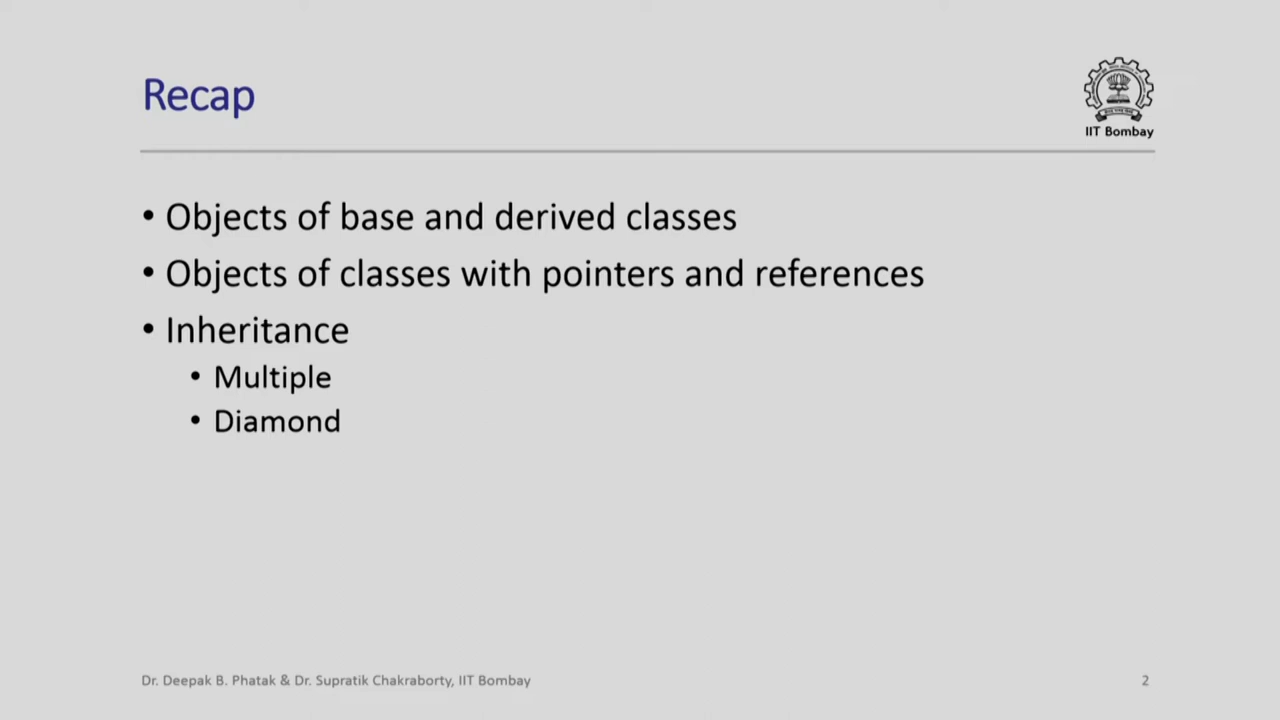 Recap
IIT Bombay
• Objects of base and derived classes
• Objects of classes with pointers and references
• Inheritance
• Multiple
• Diamond
Dr. Deepak B. Phatak & Dr. Supratik Chakraborty, IIT Bombay
2